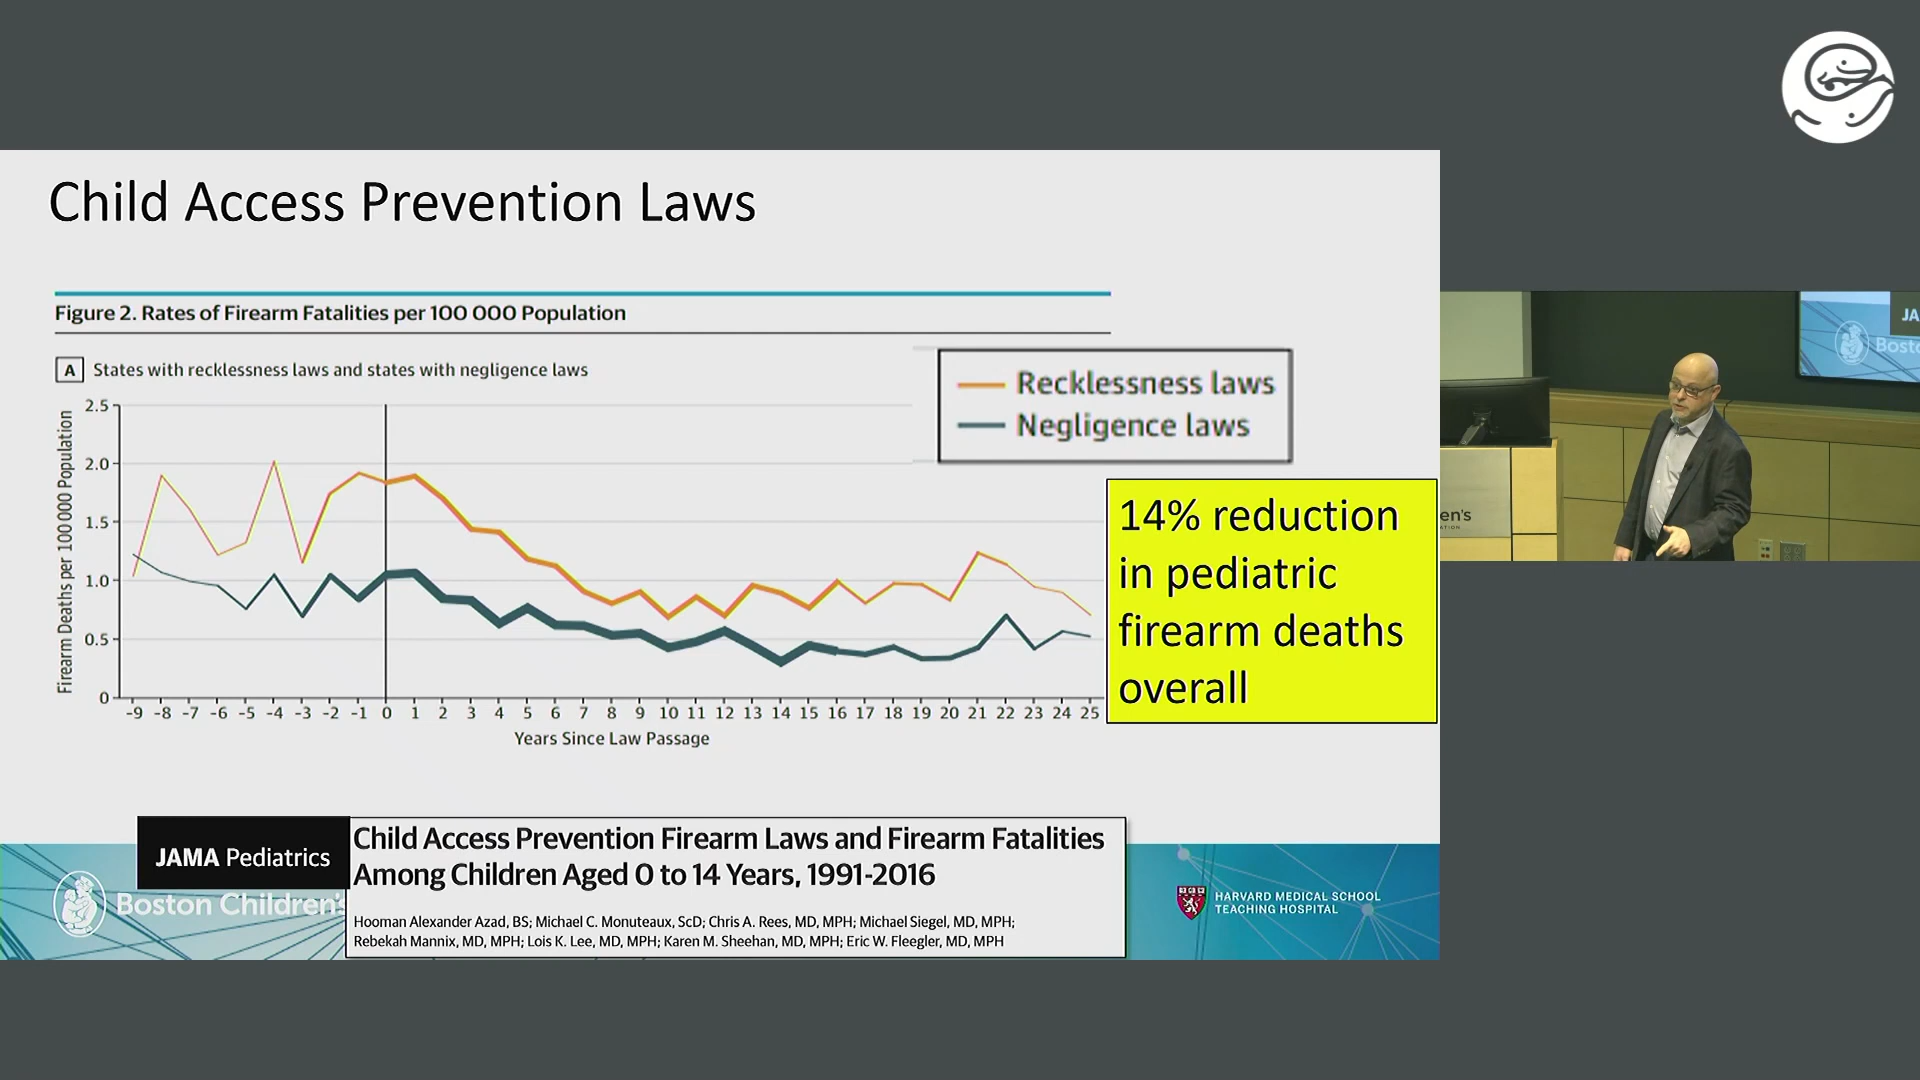 Child Access Prevention Laws
Figure 2. Rates of Firearm Fatalities per 100 000 Population
A States with recklessness laws and states with negligence laws
Recklessness laws
Negligence laws
Firearm Deaths per 100 000 Population
2.5
2.0
1.5
1.0
0.5
0
-9 -8 -7 -6 -5 -4 -3 -2 -1 0 1 2 3 4 5 6 7 8 9 10 11 12 13 14 15 16 17 18 19 20 21 22 23 24 25
Years Since Law Passage
14% reduction
in pediatric
firearm deaths
overall
JAMA Pediatrics
Child Access Prevention Firearm Laws and Firearm Fatalities
Among Children Aged 0 to 14 Years, 1991-2016
Hooman Alexander Azad, BS; Michael C. Monuteaux, ScD; Chris A. Rees, MD, MPH; Michael Siegel, MD, MPH;
Rebekah Mannix, MD, MPH; Lois K. Lee, MD, MPH; Karen M. Sheehan, MD, MPH; Eric W. Fleegler, MD, MPH
Boston Children's
HARVARD MEDICAL SCHOOL
TEACHING HOSPITAL
JA
Bost
en's